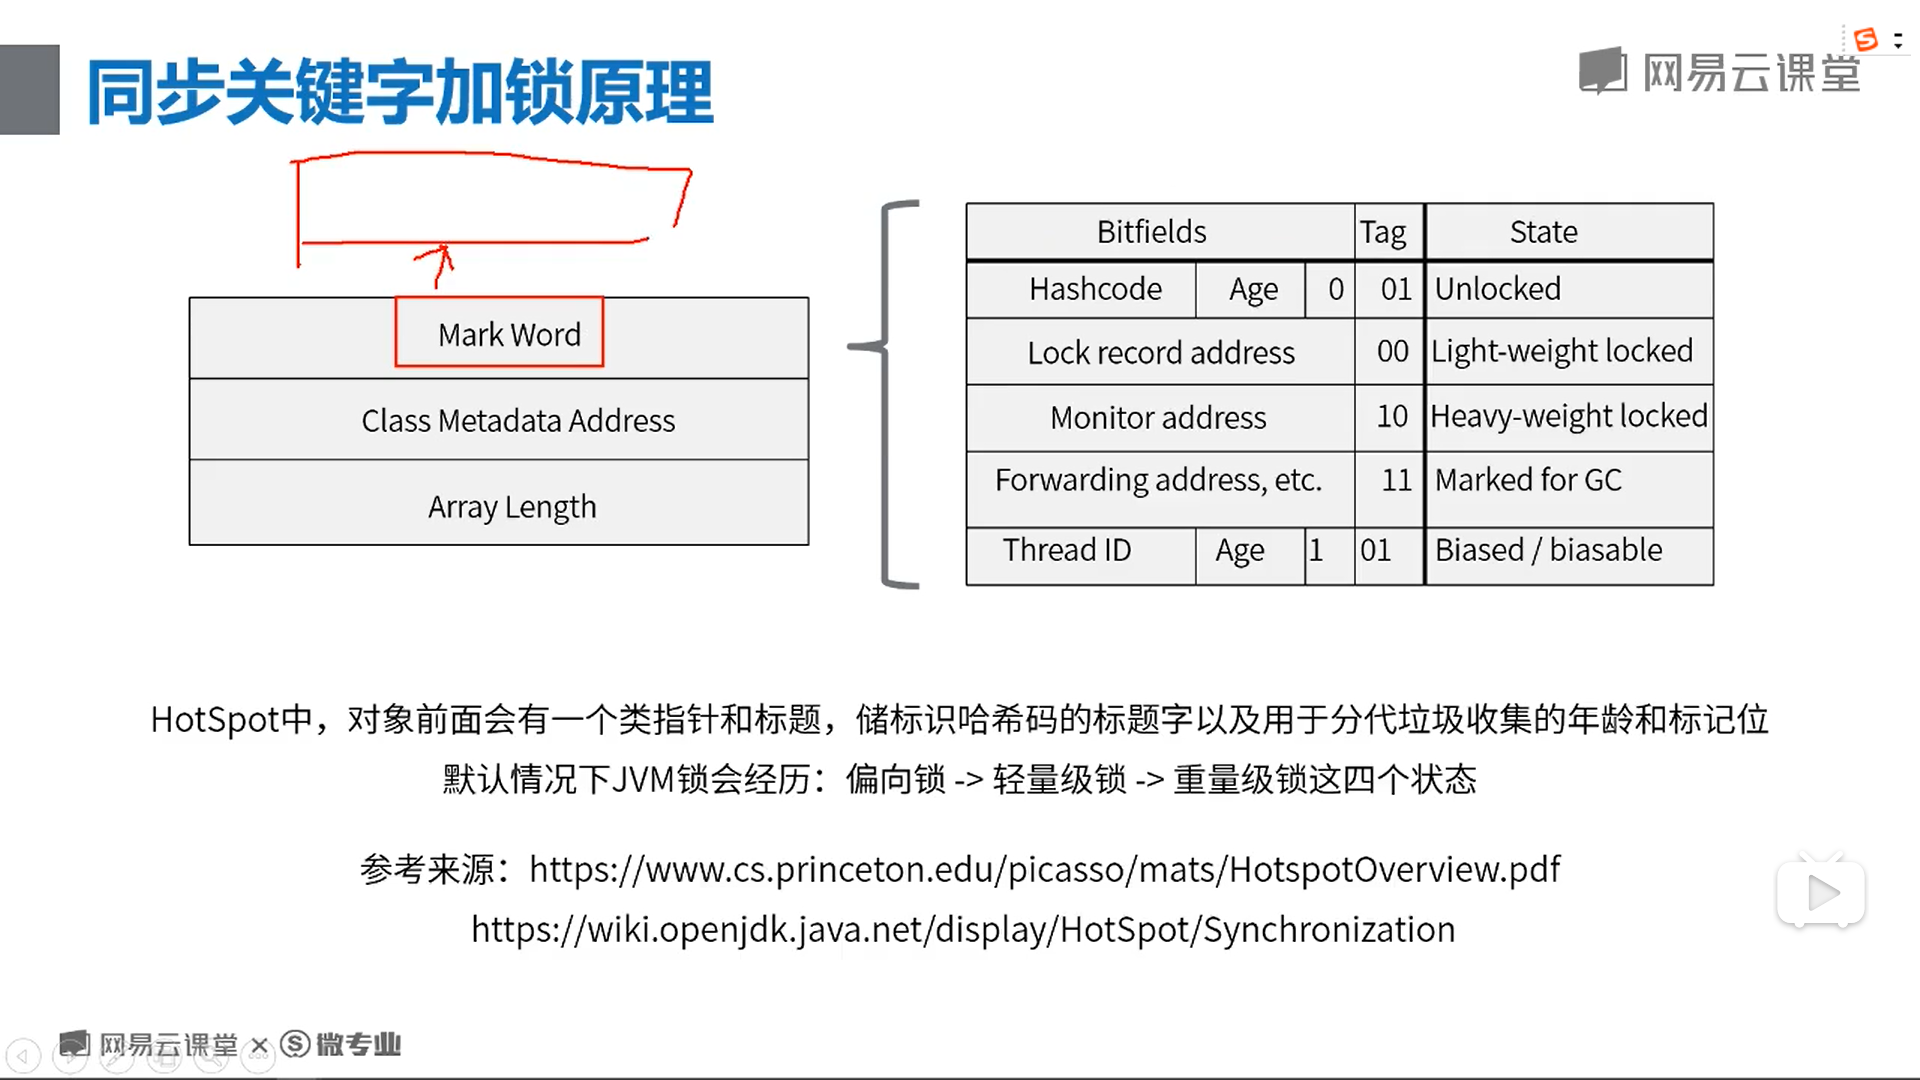 同步关键字加锁原理
网易云课堂
Mark Word
Class Metadata Address
Array Length
Bitfields Tag State
Hashcode Age 0 01 Unlocked
Lock record address 00 Light-weight locked
Monitor address 10 Heavy-weight locked
Forwarding address, etc. 11 Marked for GC
Thread ID Age 1 01 Biased / biasable
HotSpot中，对象前面会有一个类指针和标题，储标识哈希码的标题字以及用于分代垃圾收集的年龄和标记位
默认情况下JVM锁会经历：偏向锁 -> 轻量级锁 -> 重量级锁这四个状态
参考来源：https://www.cs.princeton.edu/picasso/mats/HotspotOverview.pdf
https://wiki.openjdk.java.net/display/HotSpot/Synchronization
网易云课堂 × S 微专业